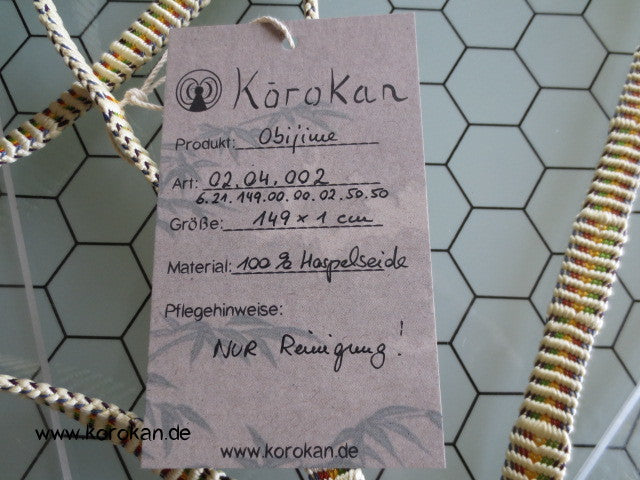 Kōrokan
Produkt: Obijime
Art: 02.04.002
6.21.149.00.00.02.50.50
Größe: 149 x 1 cm
Material: 100 % Haspelseide
Pflegehinweise:
NUR Reinigung!
www.korokan.de
www.korokan.de